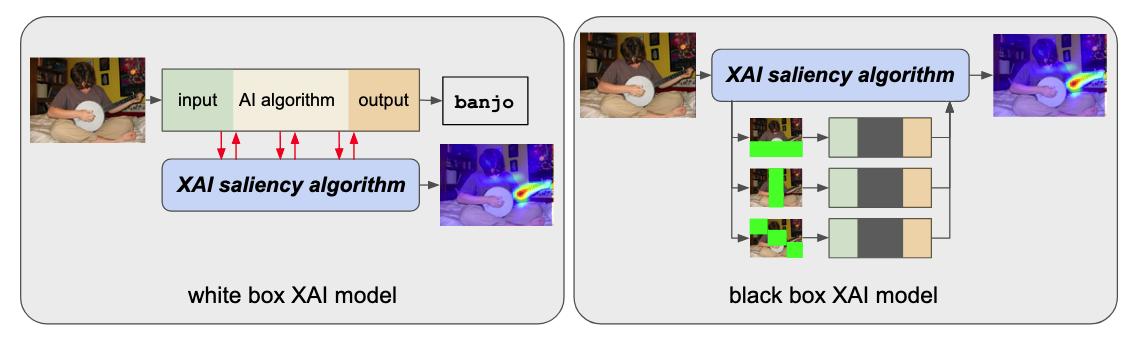 input
AI algorithm
output
banjo
XAI saliency algorithm
white box XAI model
XAI saliency algorithm
black box XAI model